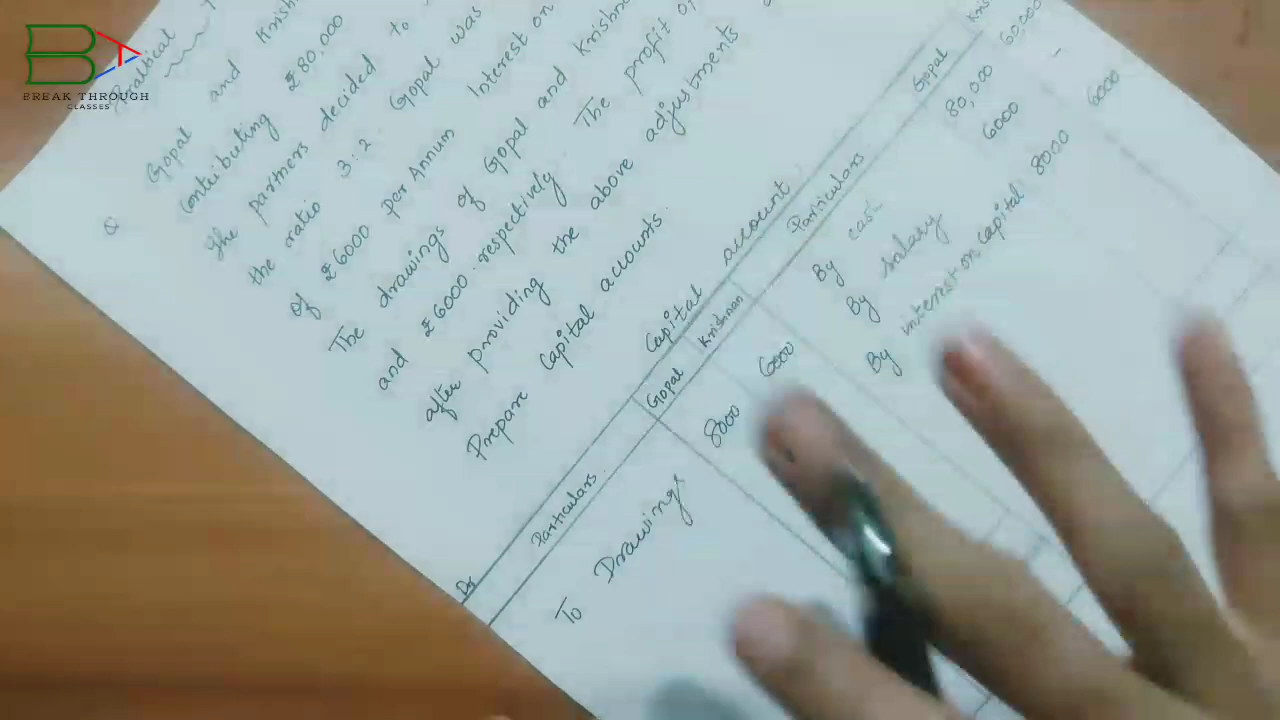 BREAK THROUGH
CLASSES
Q
Gopal and Krishn
contributing ₹80,000
the partners decided to
the ratio 3:2 Gopal was
of ₹6000 per Annum Interest on
The drawings of Gopal and Krishn
and ₹6000 respectively. The profit of
after providing the above adjustments
Prepare Capital accounts.
Capital account
Dr
Particulars Gopal Krishnan Particulars Gopal Kris
To Drawings 8000 6000 By cash 80,000 60,000
By salary 6000 –
By interest on capital 8000 6000